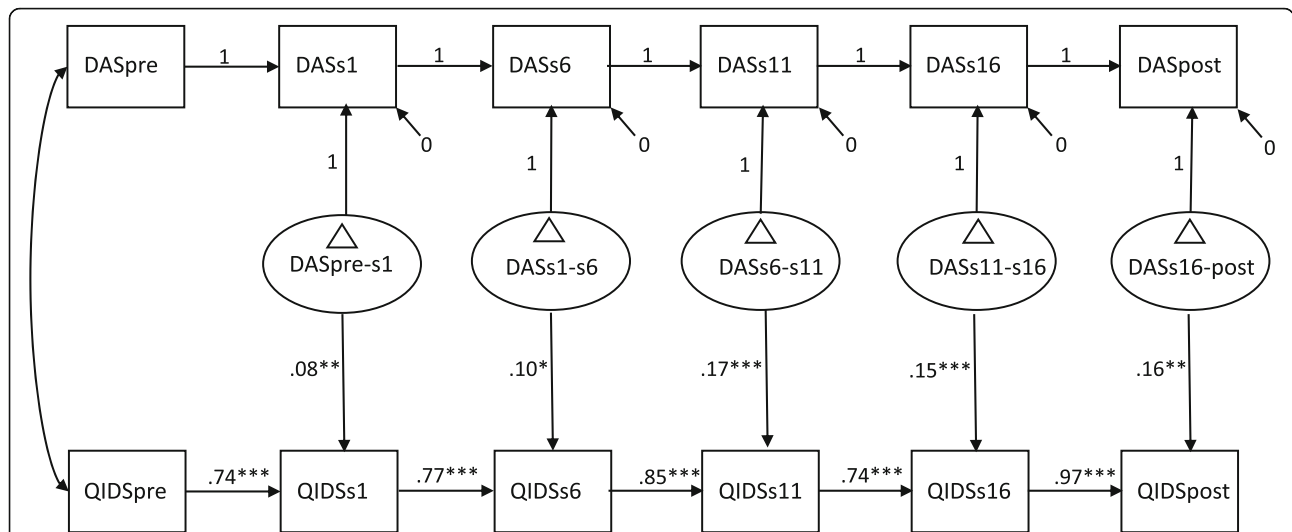 DASpre 1 DASs1 1 DASs6 1 DASs11 1 DASs16 1 DASpost
0 0 0 0 0
1 1 1 1 1
△ △ △ △ △
DASpre-s1 DASs1-s6 DASs6-s11 DASs11-s16 DASs16-post
.08** .10* .17*** .15*** .16**
QIDSpre .74*** QIDSs1 .77*** QIDSs6 .85*** QIDSs11 .74*** QIDSs16 .97*** QIDSpost